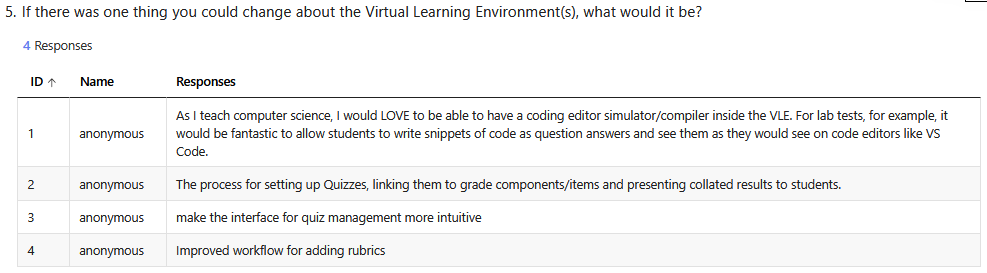 5. If there was one thing you could change about the Virtual Learning Environment(s), what would it be?
4 Responses
ID ↑ Name Responses
1 anonymous As I teach computer science, I would LOVE to be able to have a coding editor simulator/compiler inside the VLE. For lab tests, for example, it
would be fantastic to allow students to write snippets of code as question answers and see them as they would see on code editors like VS
Code.
2 anonymous The process for setting up Quizzes, linking them to grade components/items and presenting collated results to students.
3 anonymous make the interface for quiz management more intuitive
4 anonymous Improved workflow for adding rubrics